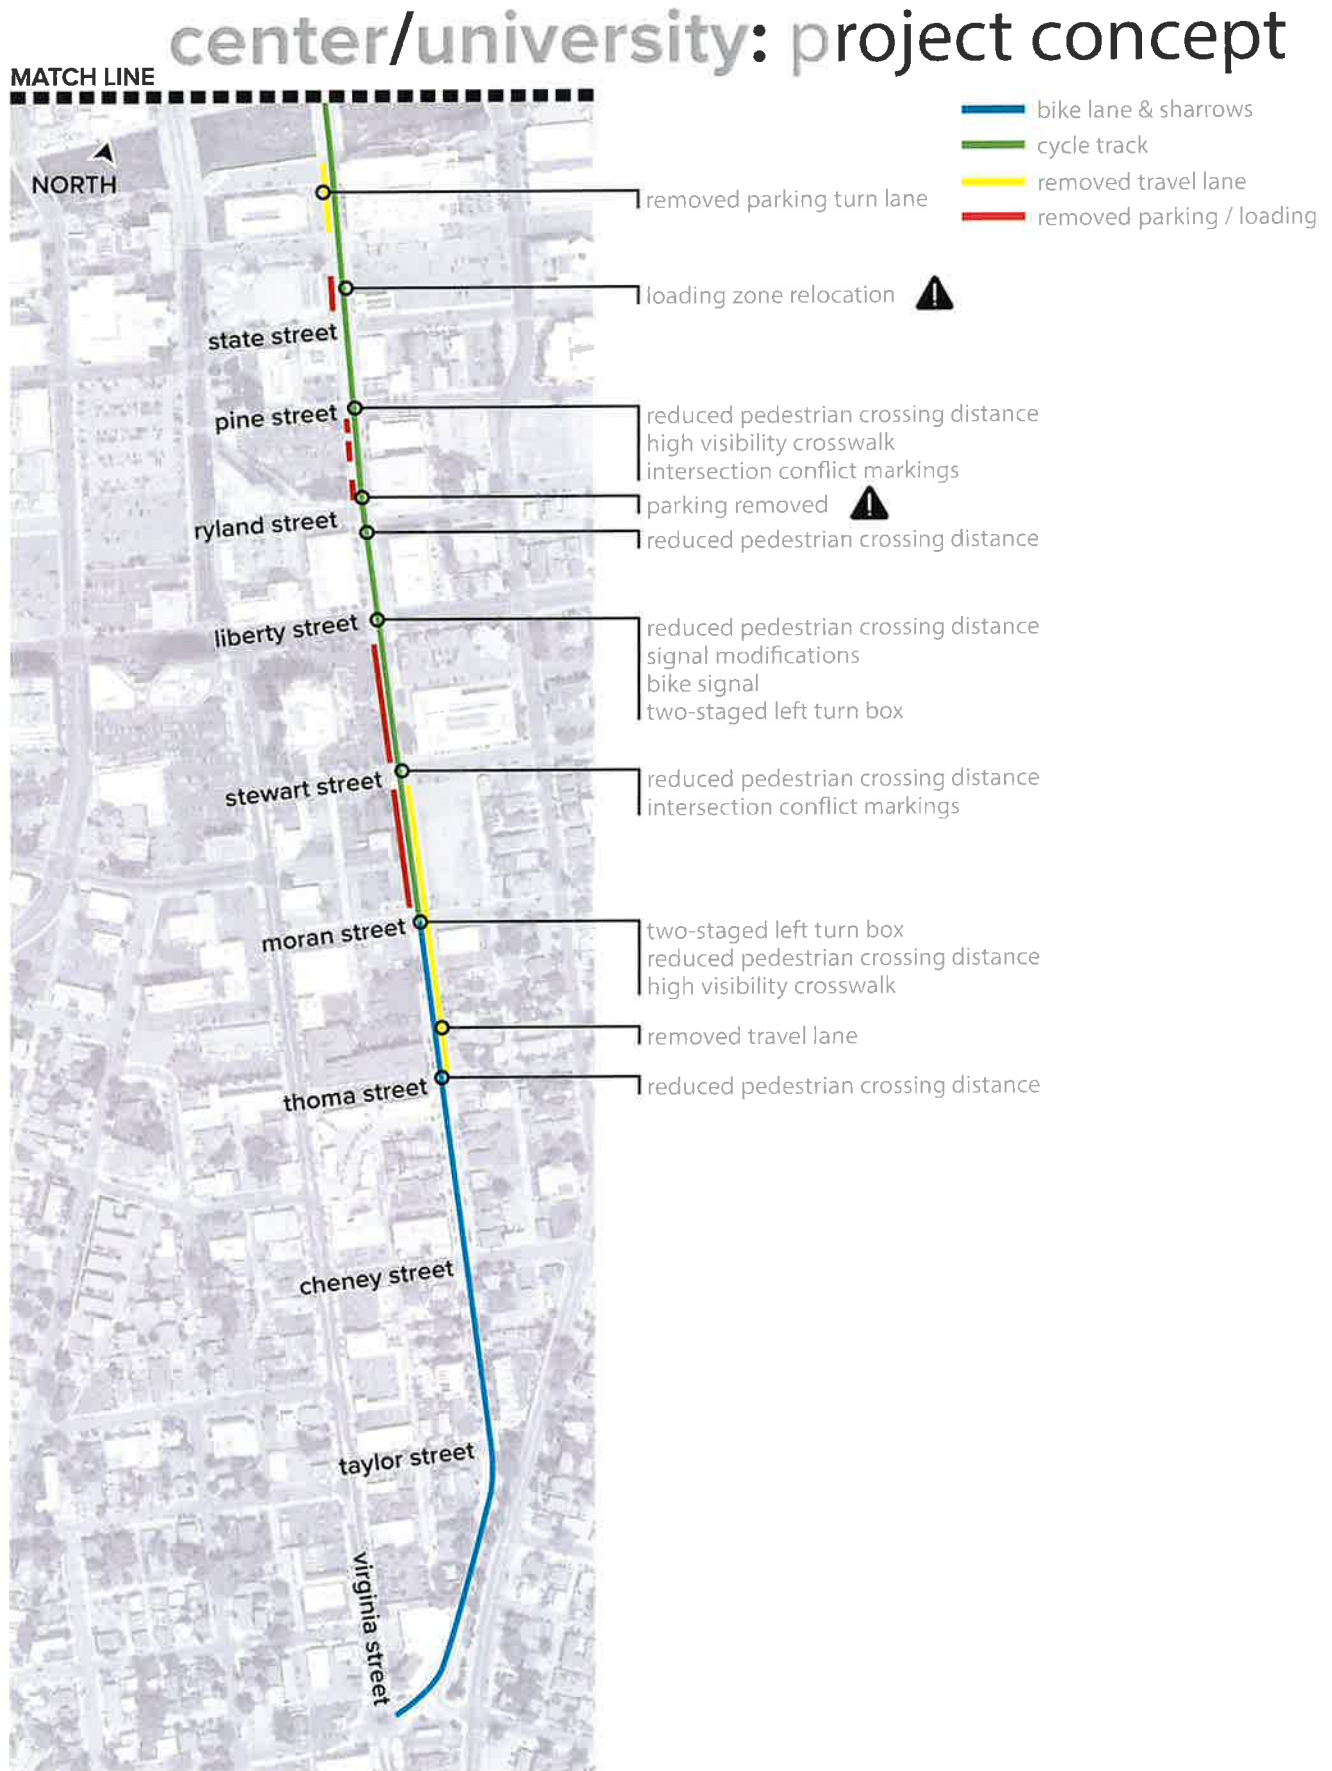 center/university: project concept
MATCH LINE
NORTH
bike lane & sharrows
cycle track
removed travel lane
removed parking / loading
removed parking turn lane
loading zone relocation
state street
pine street
reduced pedestrian crossing distance
high visibility crosswalk
intersection conflict markings
parking removed
ryland street
reduced pedestrian crossing distance
liberty street
reduced pedestrian crossing distance
signal modifications
bike signal
two-staged left turn box
stewart street
reduced pedestrian crossing distance
intersection conflict markings
moran street
two-staged left turn box
reduced pedestrian crossing distance
high visibility crosswalk
removed travel lane
thoma street
reduced pedestrian crossing distance
cheney street
taylor street
virginia street